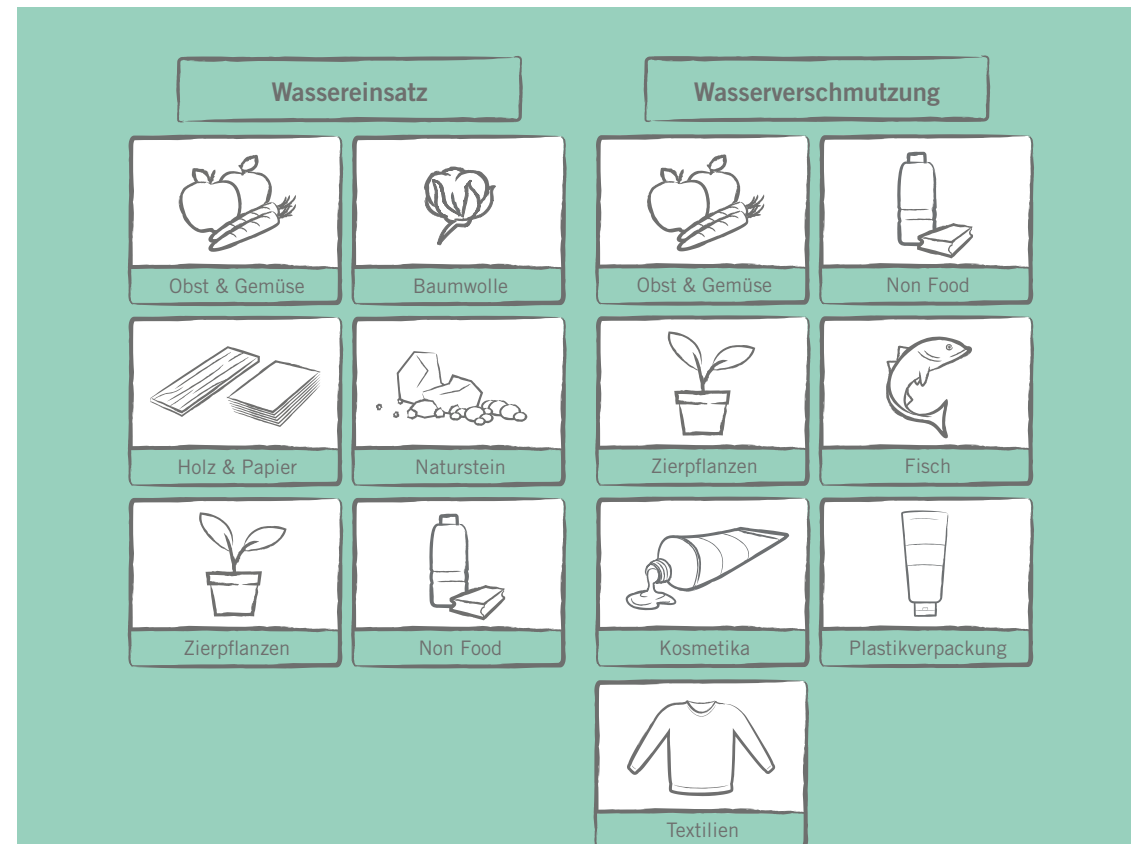 Wassereinsatz
Obst & Gemüse
Baumwolle
Holz & Papier
Naturstein
Zierpflanzen
Non Food
Wasserverschmutzung
Obst & Gemüse
Non Food
Zierpflanzen
Fisch
Kosmetika
Plastikverpackung
Textilien